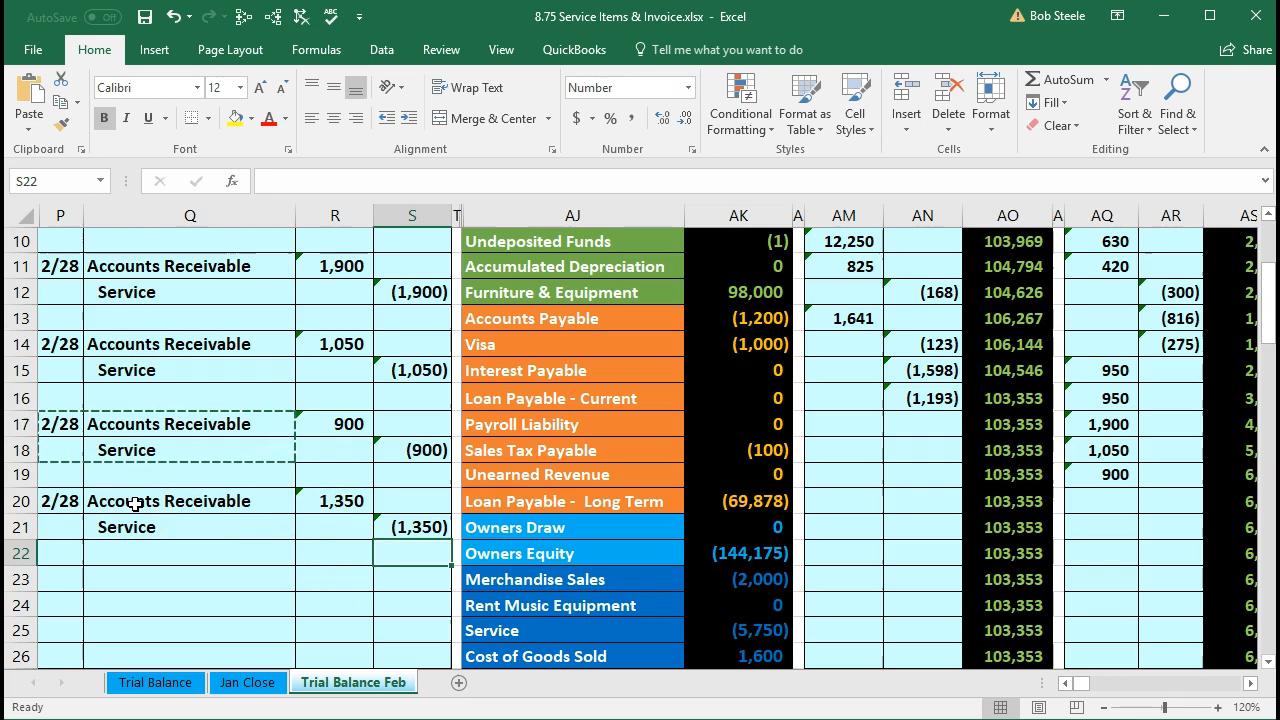 AutoSave Off 8.75 Service Items & Invoice.xlsx - Excel Bob Steele
File Home Insert Page Layout Formulas Data Review View QuickBooks Tell me what you want to do Share
Paste Calibri 12 Wrap Text Number Conditional Formatting Format as Table Cell Styles Insert Delete Format AutoSum Sort & Filter Find & Select
B I U A Merge & Center $ % , Fill
Clear
Clipboard Font Alignment Number Styles Cells Editing
S22 fx
P Q R S T AJ AK A AM AN AO A AQ AR AS
10 Undeposited Funds (1) 12,250 103,969 630 2,
11 2/28 Accounts Receivable 1,900 Accumulated Depreciation 0 825 104,794 420 2,
12 Service (1,900) Furniture & Equipment 98,000 (168) 104,626 (300) 2,
13 Accounts Payable (1,200) 1,641 106,267 (816) 1,
14 2/28 Accounts Receivable 1,050 Visa (1,000) (123) 106,144 (275) 1,
15 Service (1,050) Interest Payable 0 (1,598) 104,546 950 2,
16 Loan Payable - Current 0 (1,193) 103,353 950 3,
17 2/28 Accounts Receivable 900 Payroll Liability 0 103,353 1,900 4,
18 Service (900) Sales Tax Payable (100) 103,353 1,050 5,
19 Unearned Revenue 0 103,353 900 6,
20 2/28 Accounts Receivable 1,350 Loan Payable - Long Term (69,878) 103,353 6,
21 Service (1,350) Owners Draw 0 103,353 6,
22 Owners Equity (144,175) 103,353 6,
23 Merchandise Sales (2,000) 103,353 6,
24 Rent Music Equipment 0 103,353 6,
25 Service (5,750) 103,353 6,
26 Cost of Goods Sold 1,600 103,353 6,
Trial Balance Jan Close Trial Balance Feb
Ready 120%